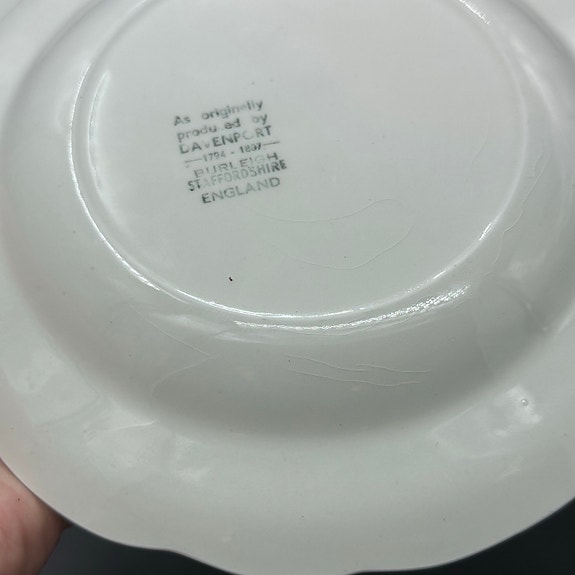 As originally
produced by
DAVENPORT
—1794 - 1887—
BURLEIGH
STAFFORDSHIRE
ENGLAND